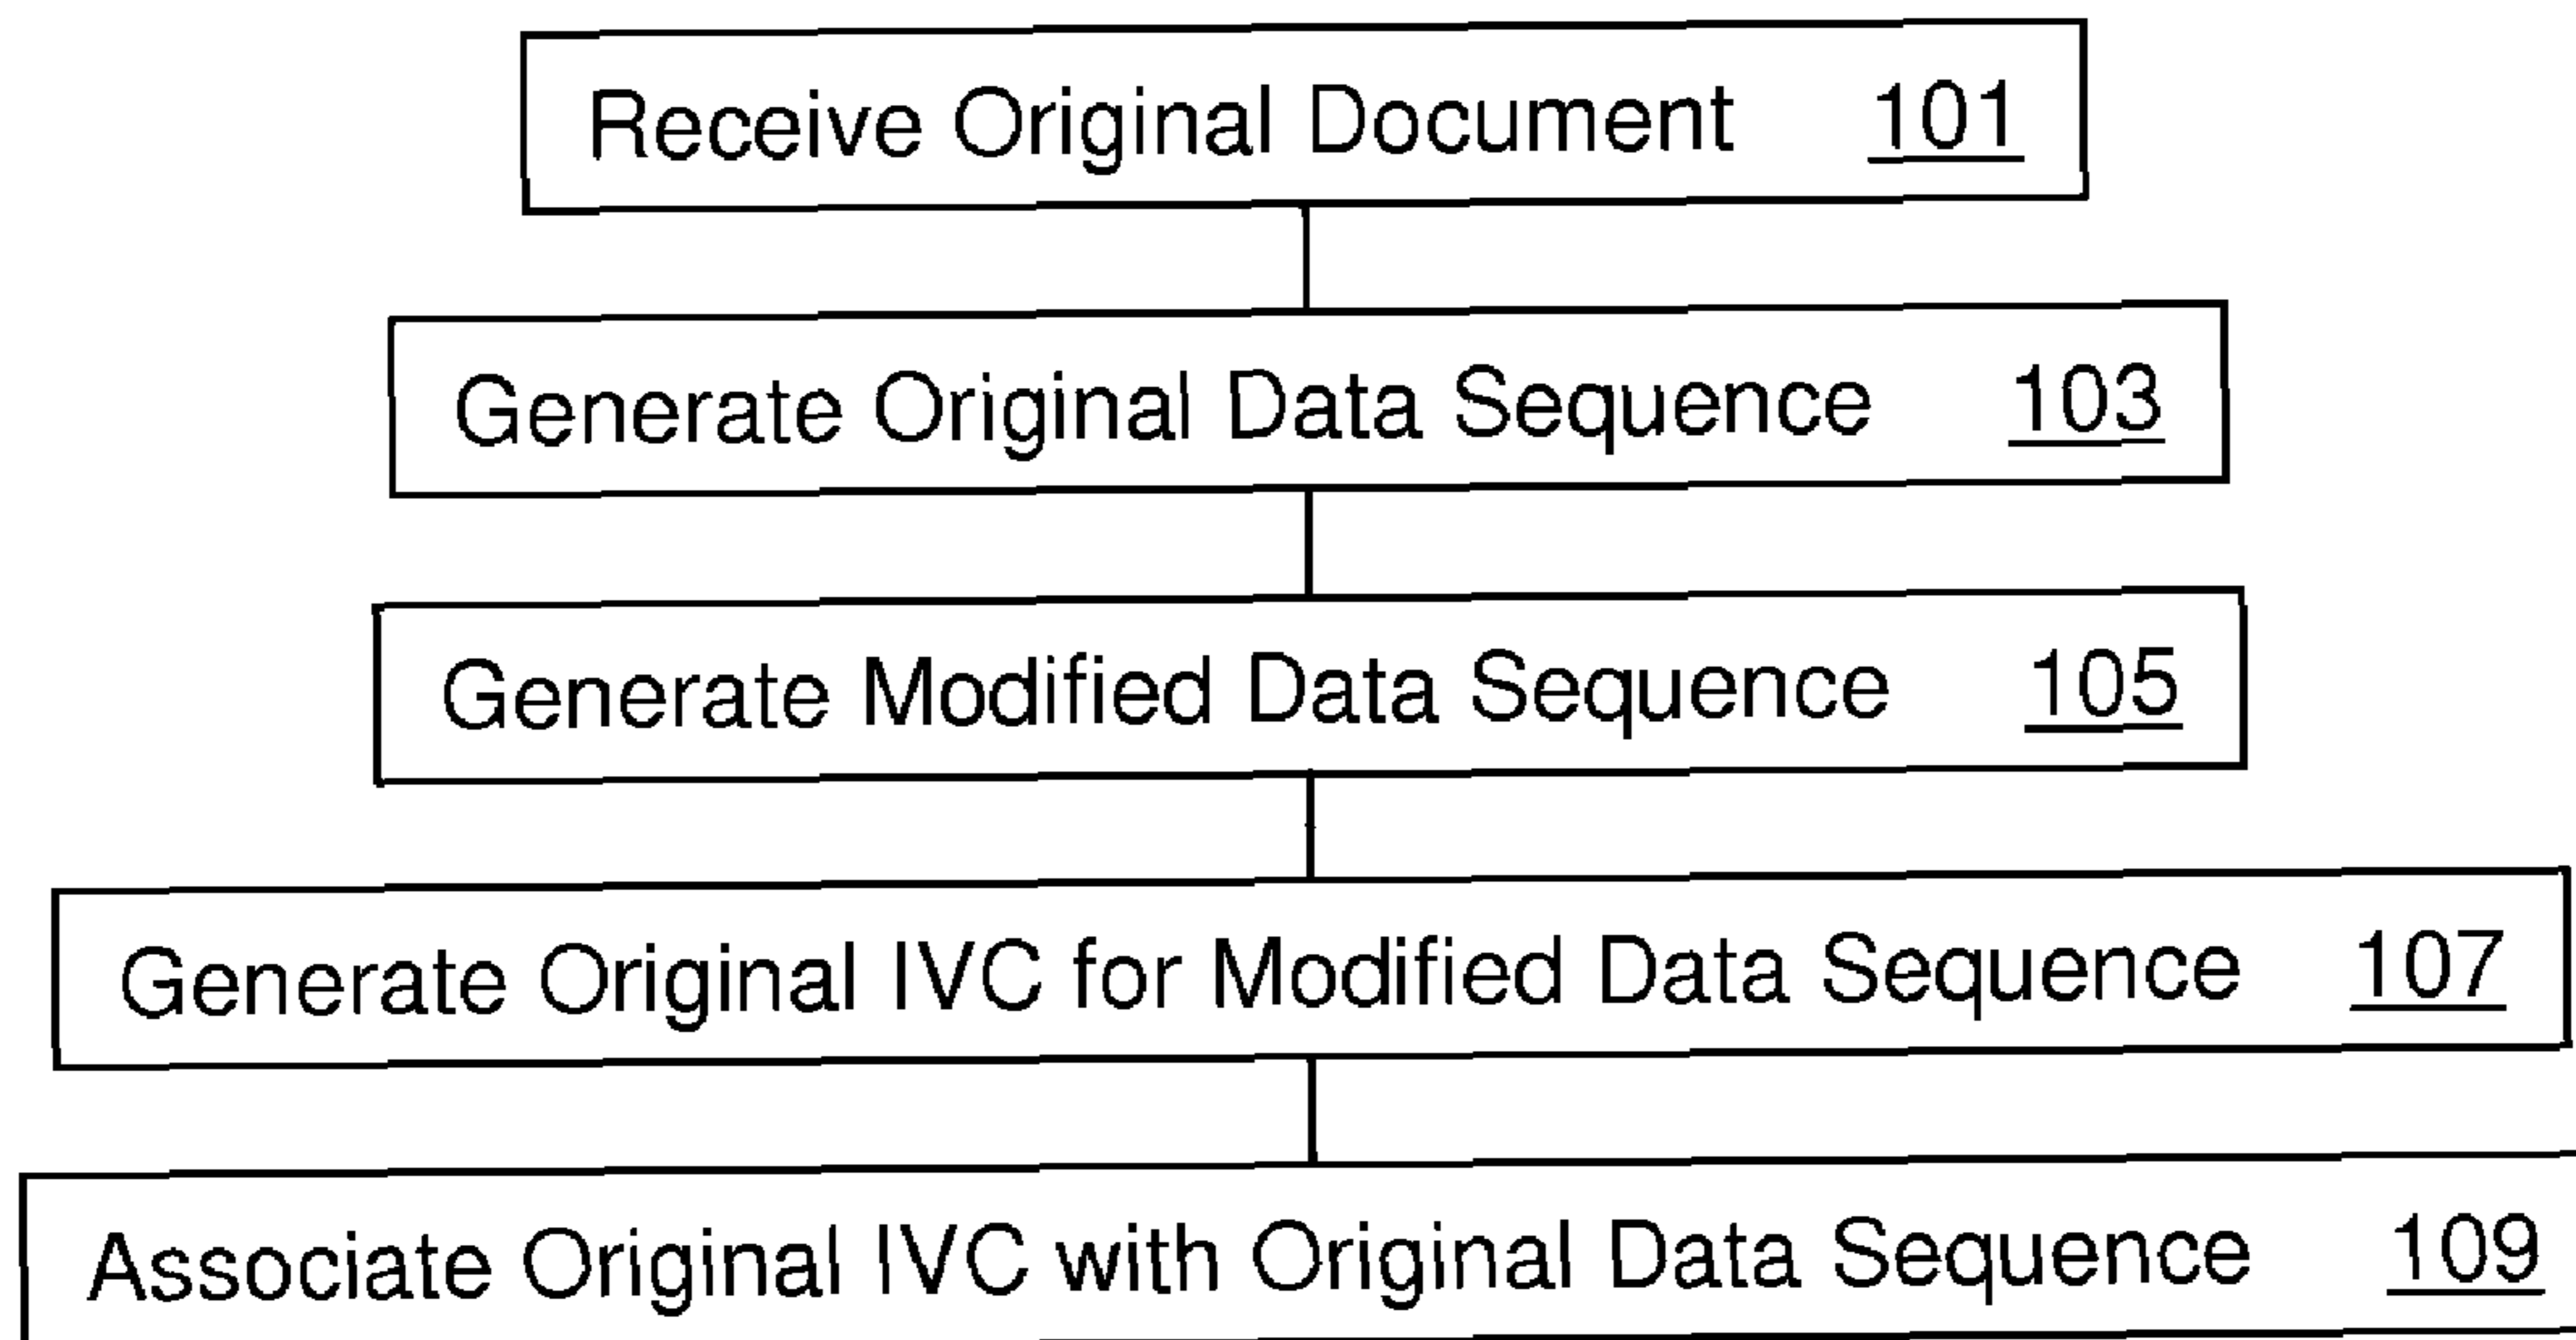 Receive Original Document 101
Generate Original Data Sequence 103
Generate Modified Data Sequence 105
Generate Original IVC for Modified Data Sequence 107
Associate Original IVC with Original Data Sequence 109